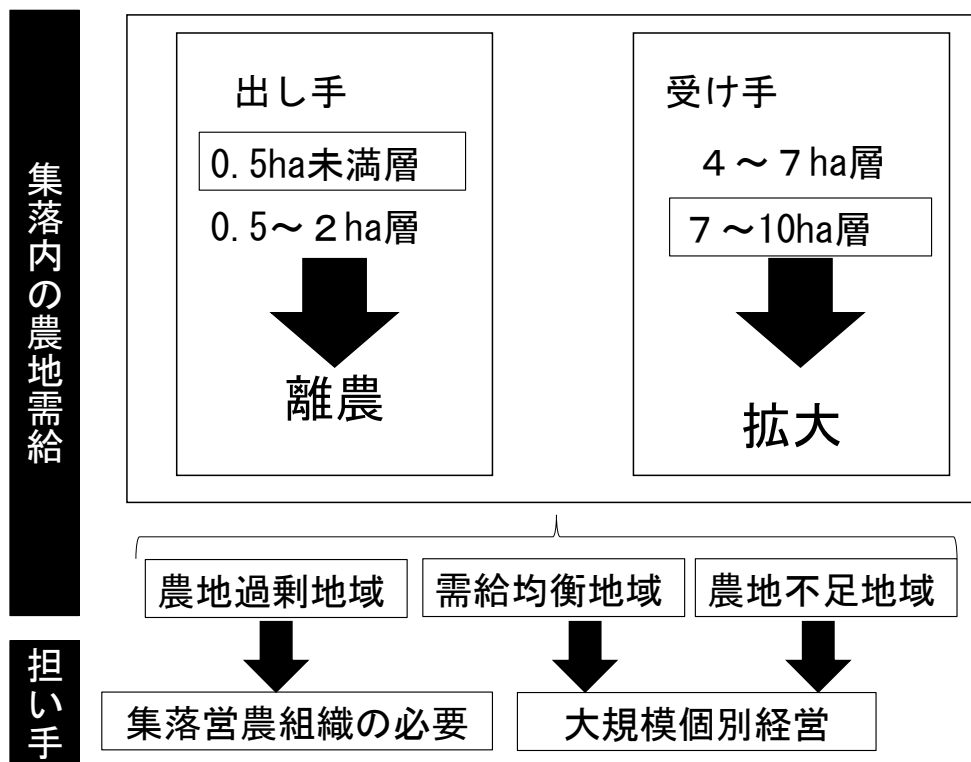 集落内の農地需給
出し手
0.5ha未満層
0.5～２ha層
離農
受け手
４～７ha層
７～10ha層
拡大
農地過剰地域
需給均衡地域
農地不足地域
担い手
集落営農組織の必要
大規模個別経営